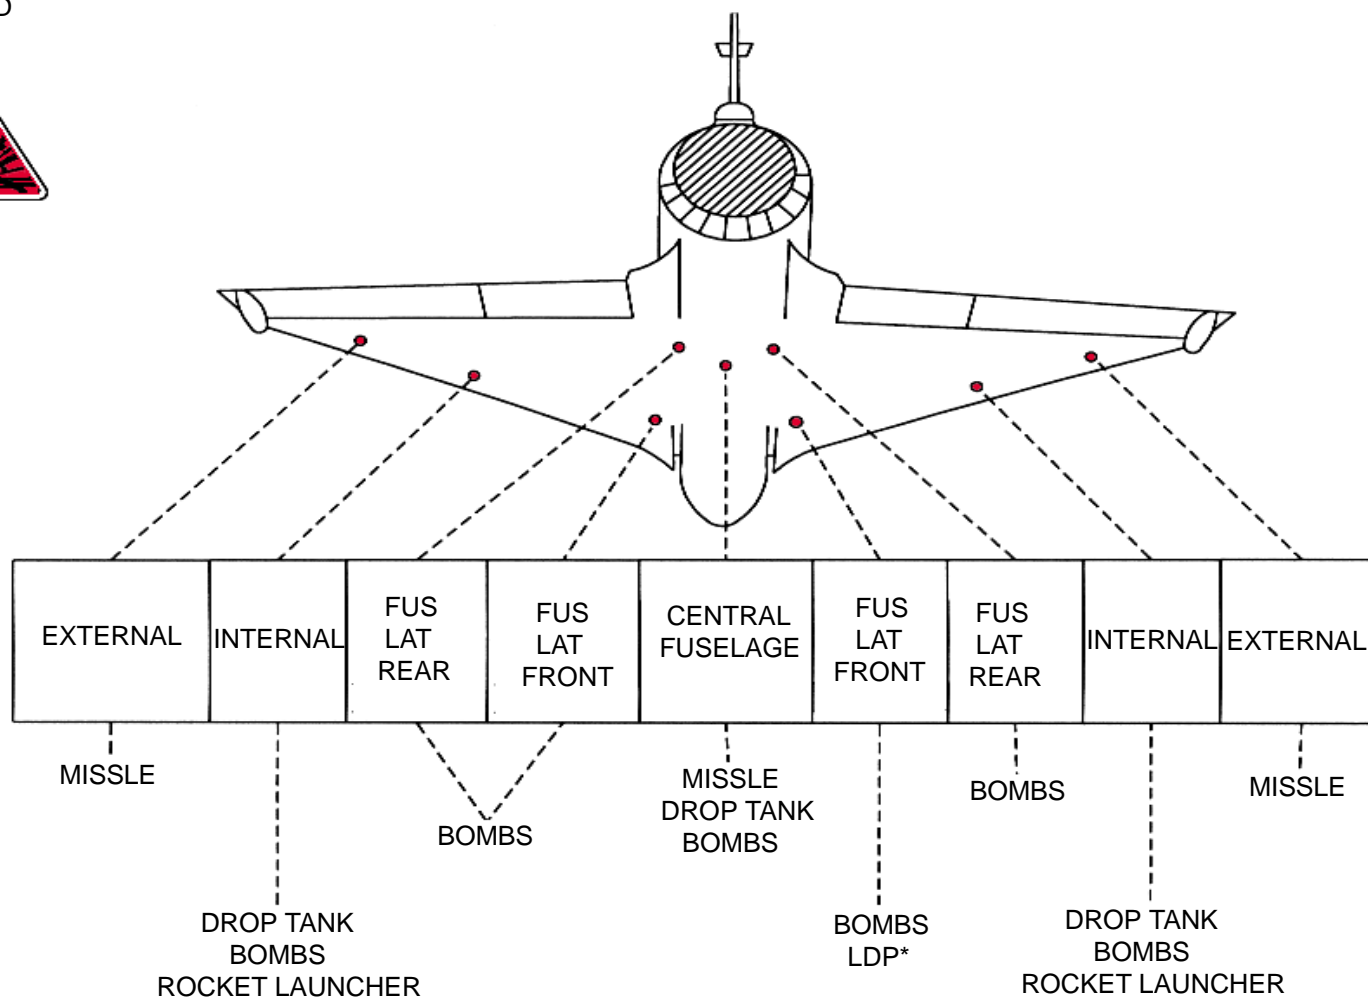 EXTERNAL
INTERNAL
FUS
LAT
REAR
FUS
LAT
FRONT
CENTRAL
FUSELAGE
FUS
LAT
FRONT
FUS
LAT
REAR
INTERNAL
EXTERNAL
MISSLE
DROP TANK
BOMBS
ROCKET LAUNCHER
BOMBS
MISSLE
DROP TANK
BOMBS
BOMBS
LDP*
BOMBS
DROP TANK
BOMBS
ROCKET LAUNCHER
MISSLE